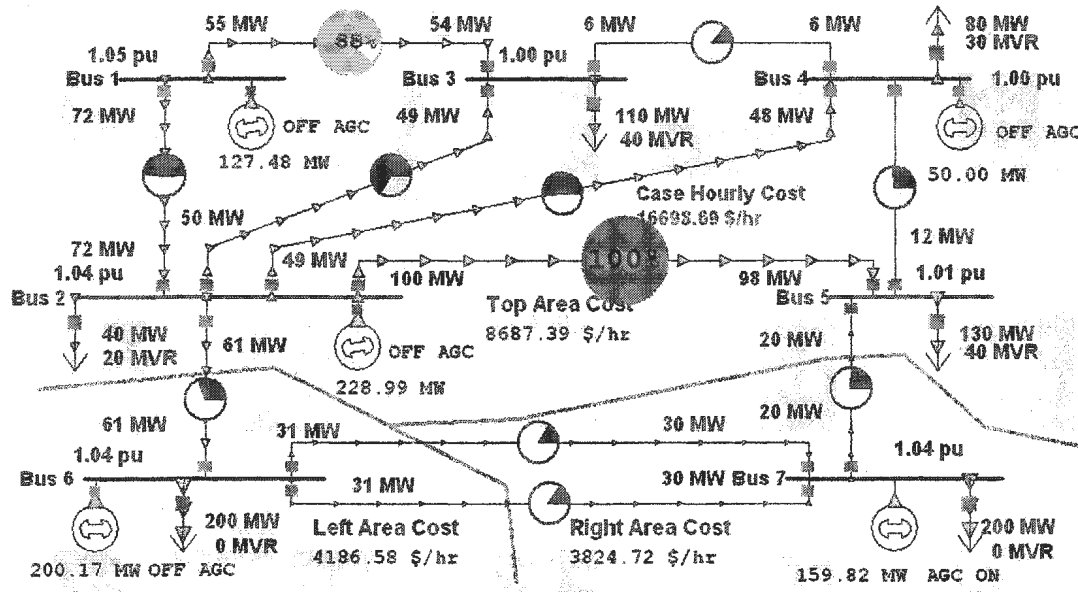 55 MW
88%
54 MW
6 MW
6 MW
80 MW
30 MVR
1.05 pu
1.00 pu
1.00 pu
Bus 1
Bus 3
Bus 4
72 MW
OFF AGC
127.48 MW
49 MW
110 MW
40 MVR
48 MW
OFF AGC
50.00 MW
Case Hourly Cost
16698.69 $/hr
50 MW
72 MW
49 MW
100 MW
100%
98 MW
12 MW
1.04 pu
1.01 pu
Bus 2
Bus 5
Top Area Cost
8687.39 $/hr
40 MW
20 MVR
61 MW
OFF AGC
228.99 MW
20 MW
130 MW
40 MVR
61 MW
20 MW
31 MW
30 MW
1.04 pu
1.04 pu
Bus 6
31 MW
30 MW
Bus 7
200 MW
0 MVR
Left Area Cost
4186.58 $/hr
Right Area Cost
3824.72 $/hr
200 MW
0 MVR
200.17 MW OFF AGC
159.82 MW AGC ON